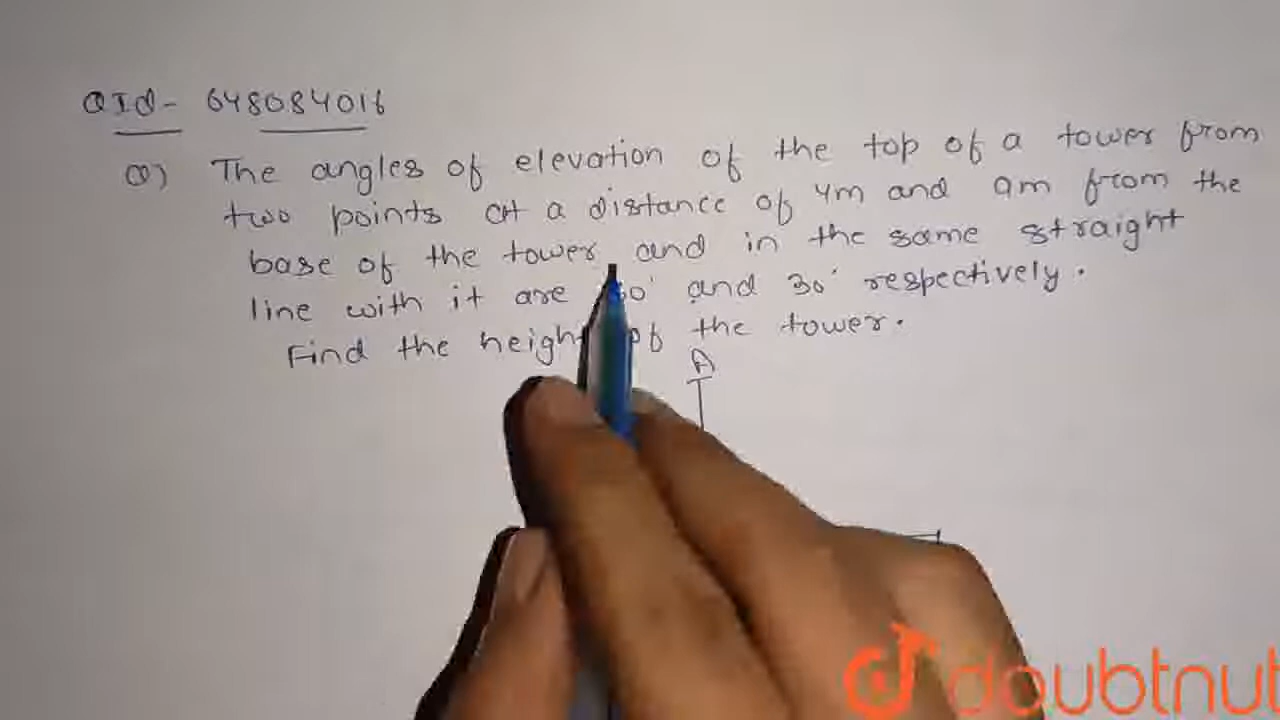 QId- 648084016
Q) The angles of elevation of the top of a tower from
two points at a distance of 4m and 9m from the
base of the tower and in the same straight
line with it are and 30° respectively.
Find the height of the tower.
A
doubtnut